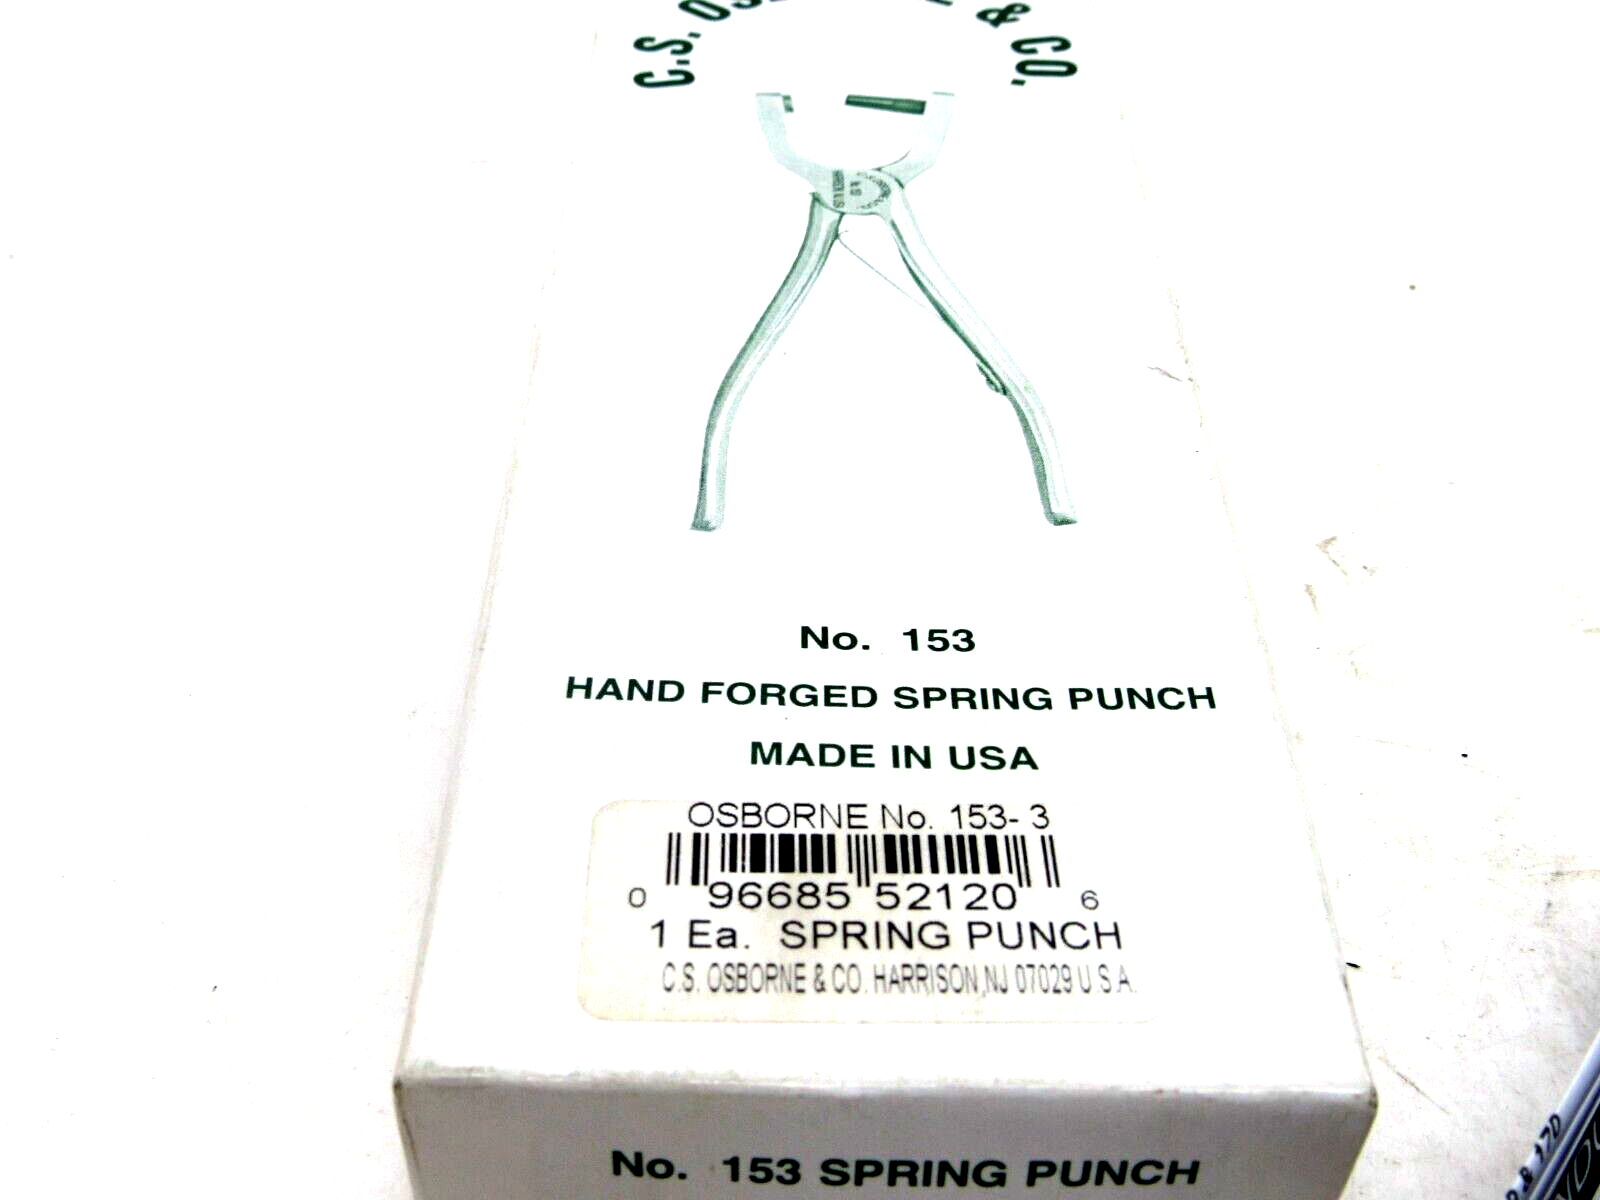 C.S. & CO.
No. 153
HAND FORGED SPRING PUNCH
MADE IN USA
OSBORNE No. 153-3
0 96685 52120 6
1 Ea. SPRING PUNCH
C.S. OSBORNE & CO. HARRISON, NJ 07029 U.S.A.
No. 153 SPRING PUNCH